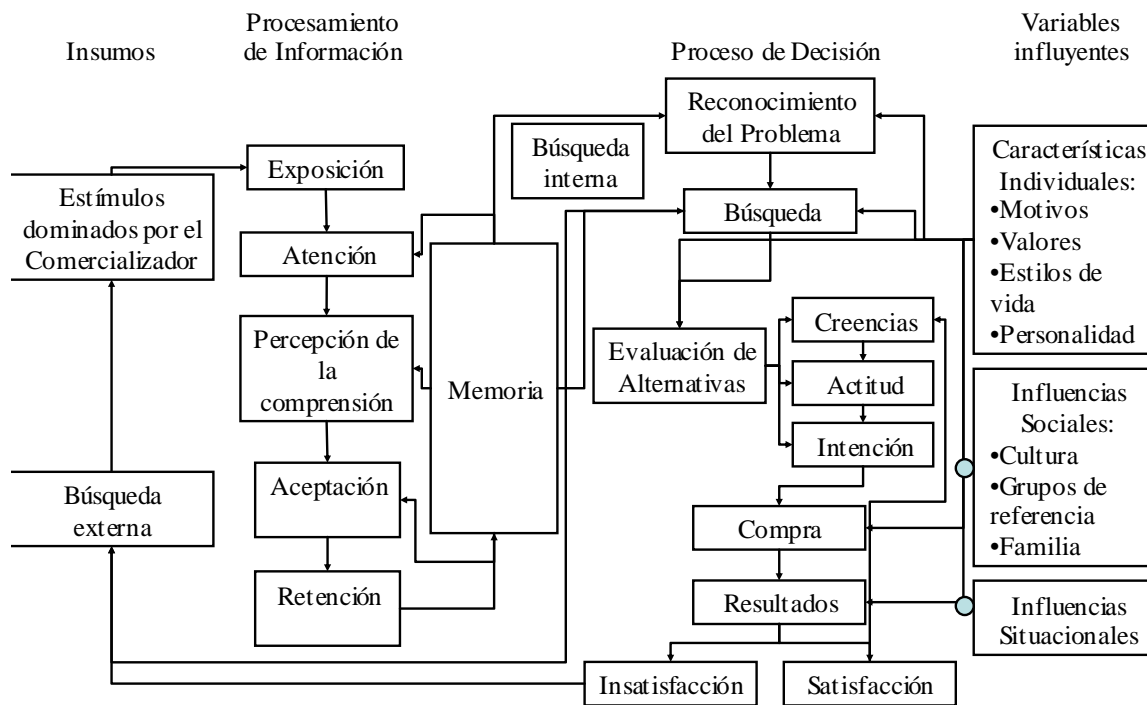 Insumos
Procesamiento
de Información
Proceso de Decisión
Variables
influyentes
Estímulos
dominados por el
Comercializador
Búsqueda
externa
Exposición
Atención
Percepción de
la
comprensión
Aceptación
Retención
Memoria
Búsqueda
interna
Reconocimiento
del Problema
Búsqueda
Evaluación de
Alternativas
Creencias
Actitud
Intención
Compra
Resultados
Insatisfacción
Satisfacción
Características
Individuales:
•Motivos
•Valores
•Estilos de
vida
•Personalidad
Influencias
Sociales:
•Cultura
•Grupos de
referencia
•Familia
Influencias
Situacionales